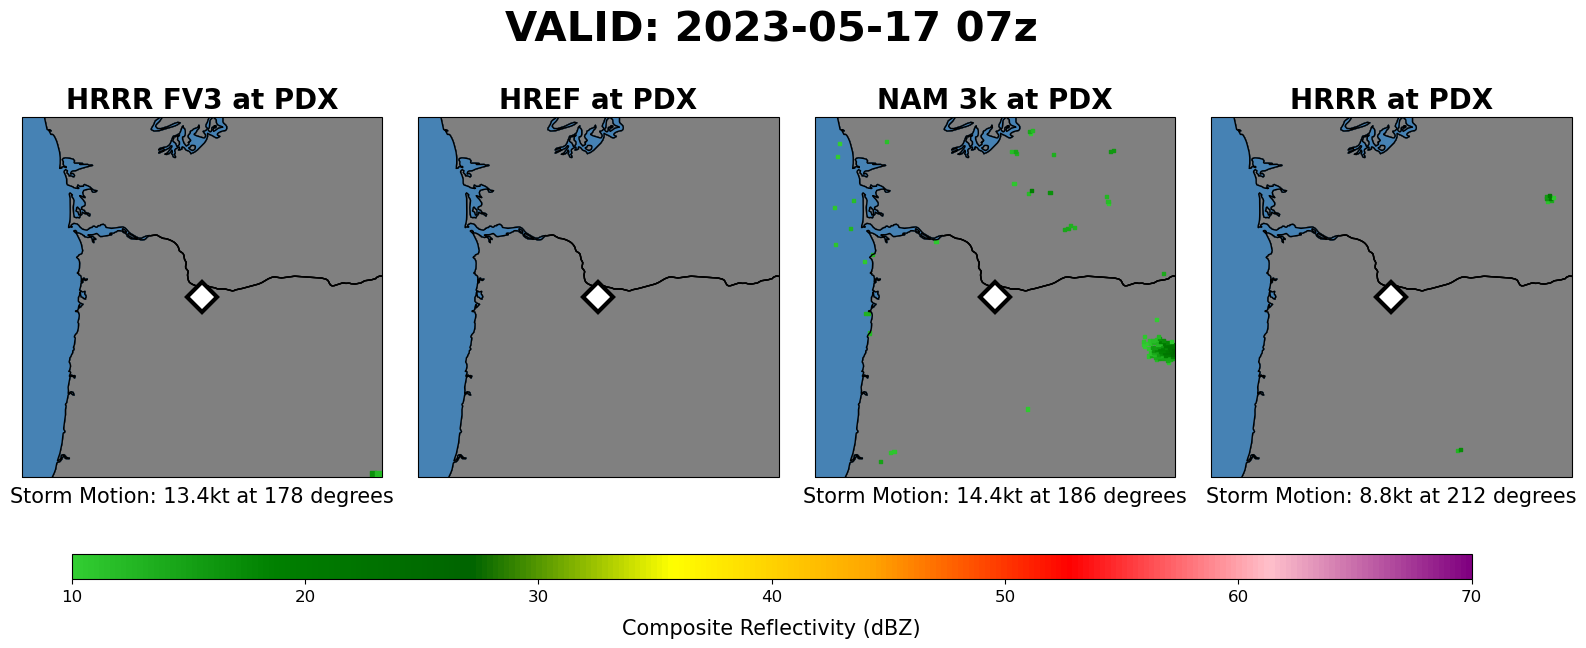 VALID: 2023-05-17 07z
HRRR FV3 at PDX
HREF at PDX
NAM 3k at PDX
HRRR at PDX
Storm Motion: 13.4kt at 178 degrees
Storm Motion: 14.4kt at 186 degrees
Storm Motion: 8.8kt at 212 degrees
10 20 30 40 50 60 70
Composite Reflectivity (dBZ)